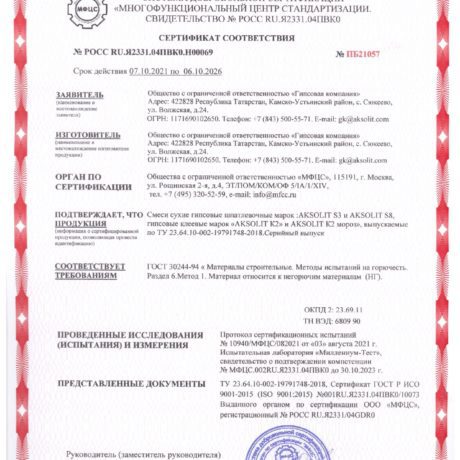 «МНОГОФУНКЦИОНАЛЬНЫЙ ЦЕНТР СТАНДАРТИЗАЦИИ.
СВИДЕТЕЛЬСТВО № РОСС RU.Я2331.04ПВК0
МФЦС
СЕРТИФИКАТ СООТВЕТСТВИЯ
№ РОСС RU.Я2331.04ПВК0.Н00069
№ ПБ21057
Срок действия 07.10.2021 по 06.10.2026
ЗАЯВИТЕЛЬ
(наименование и местонахождение заявителя)
Общество с ограниченной ответственностью «Гипсовая компания»
Адрес: 422828 Республика Татарстан, Камско-Устьинский район, с. Сюкеево,
ул. Волжская, д.24.
ОГРН: 1171690102650. Телефон: +7 (843) 500-55-71. E-mail: gk@aksolit.com
ИЗГОТОВИТЕЛЬ
(наименование и местонахождение изготовителя продукции)
Общество с ограниченной ответственностью «Гипсовая компания»
Адрес: 422828 Республика Татарстан, Камско-Устьинский район, с. Сюкеево,
ул. Волжская, д.24.
ОГРН: 1171690102650, Телефон: +7 (843) 500-55-71. E-mail: gk@aksolit.com
ОРГАН ПО
СЕРТИФИКАЦИИ
Общества с ограниченной ответственностью «МФЦС», 115191, г. Москва,
ул. Рощинская 2-я, д.4, ЭТ/ПОМ/КОМ/ОФ 5/IА/1/XIV,
тел. +7 (495) 320-52-59, email: info@mfcc.ru
ПОДТВЕРЖДАЕТ, ЧТО
ПРОДУКЦИЯ
(информация о сертифицированной
продукции, позволяющая провести
идентификацию)
Смеси сухие гипсовые шпатлевочные марок : AKSOLIT S3 и AKSOLIT S8,
гипсовые клеевые марок «AKSOLIT K2» и AKSOLIT K2 мороз», выпускаемые
по ТУ 23.64.10-002-19791748-2018.Серийный выпуск
СООТВЕТСТВУЕТ
ТРЕБОВАНИЯМ
ГОСТ 30244-94 « Материалы строительные. Методы испытаний на горючесть.
Раздел 6.Метод 1. Материал относится к негорючим материалам (НГ).
ОКПД 2: 23.69.11
ТН ВЭД: 6809 90
ПРОВЕДЕННЫЕ ИССЛЕДОВАНИЯ
(ИСПЫТАНИЯ) И ИЗМЕРЕНИЯ
Протокол сертификационных испытаний
№ 10940/МФЦС/082021 от «03» августа 2021 г.
Испытательная лаборатория «Миллениум-Тест»,
свидетельство о подтверждении компетенции
№ МФЦС.002RU.Я2331.04ПВК0 до 30.10.2023г.
ПРЕДСТАВЛЕННЫЕ ДОКУМЕНТЫ
ТУ 23.64.10-002-19791748-2018, Сертификат ГОСТ Р ИСО
9001-2015 (ISO 9001:2015) №001RU.Я2331.04ПВК0/СМ.10073
Выданного органом по сертификации ООО «МФЦС»,
регистрационный № РОСС RU.Я2331/04GDR0
Руководитель (заместитель руководителя)